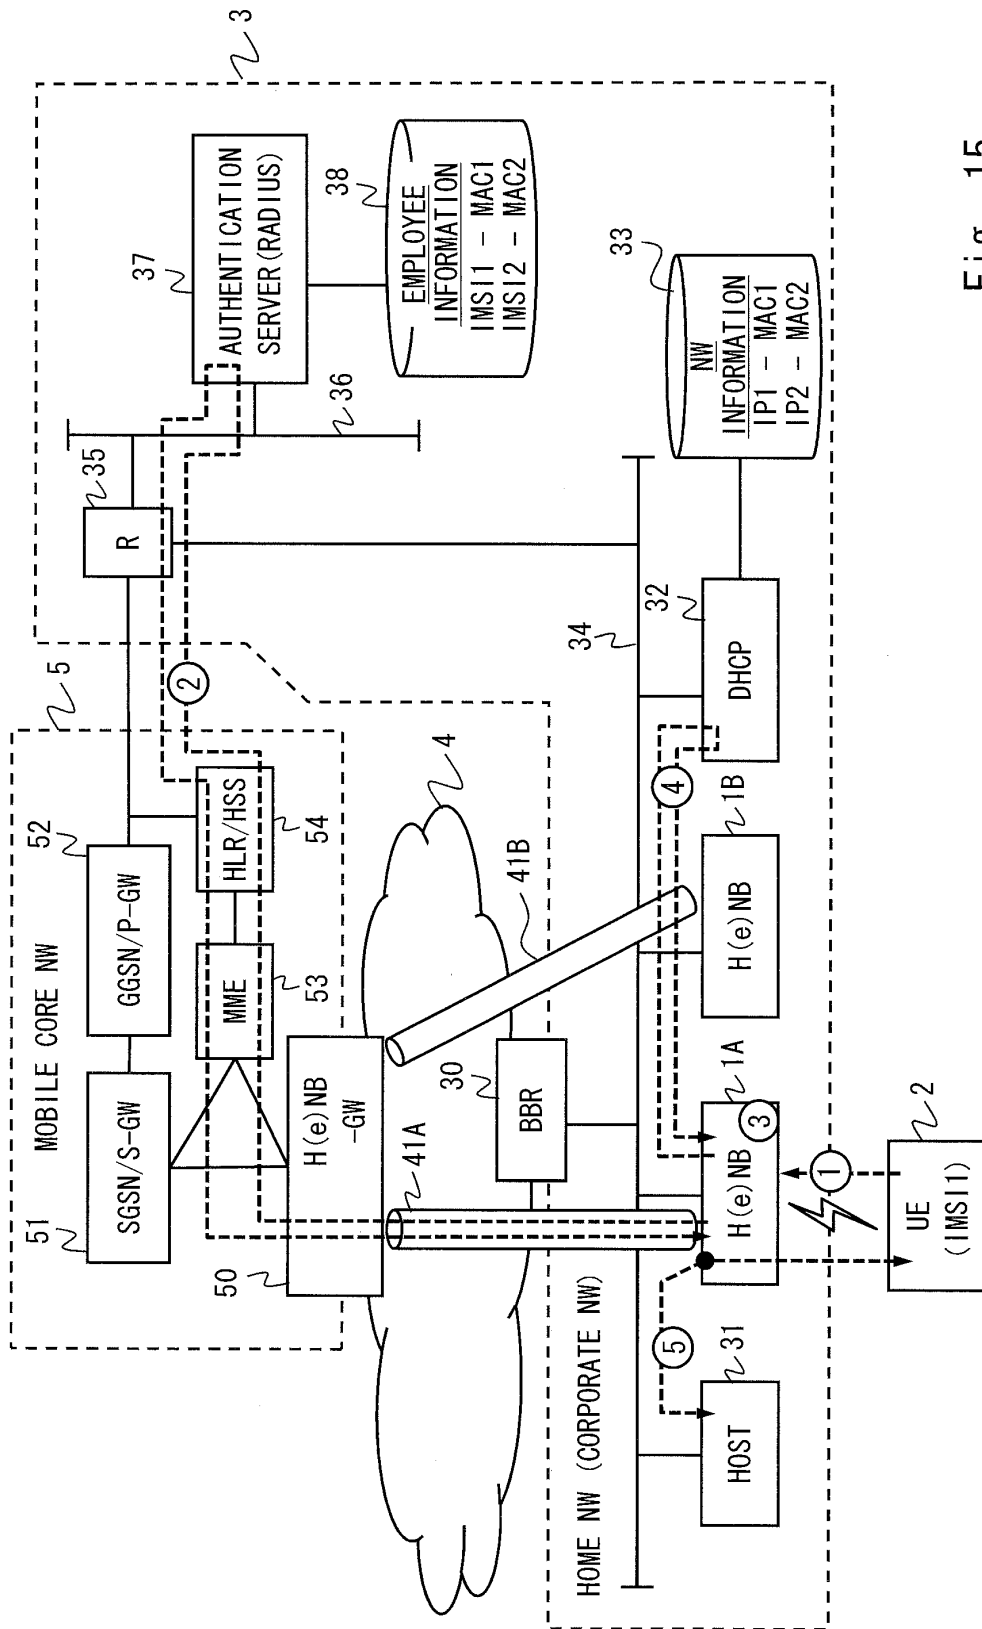 MOBILE CORE NW
5
51
SGSN/S-GW
52
GGSN/P-GW
53
MME
54
HLR/HSS
50
H(e)NB
-GW
2
35
R
3
37
AUTHENTICATION
SERVER(RADIUS)
36
38
EMPLOYEE
INFORMATION
IMSI1 - MAC1
IMSI2 - MAC2
4
41A
41B
HOME NW (CORPORATE NW)
30
BBR
34
5
31
HOST
1A
H(e)NB
3
1B
H(e)NB
4
32
DHCP
33
NW
INFORMATION
IP1 - MAC1
IP2 - MAC2
1
2
UE
(IMSI1)
Fig. 15